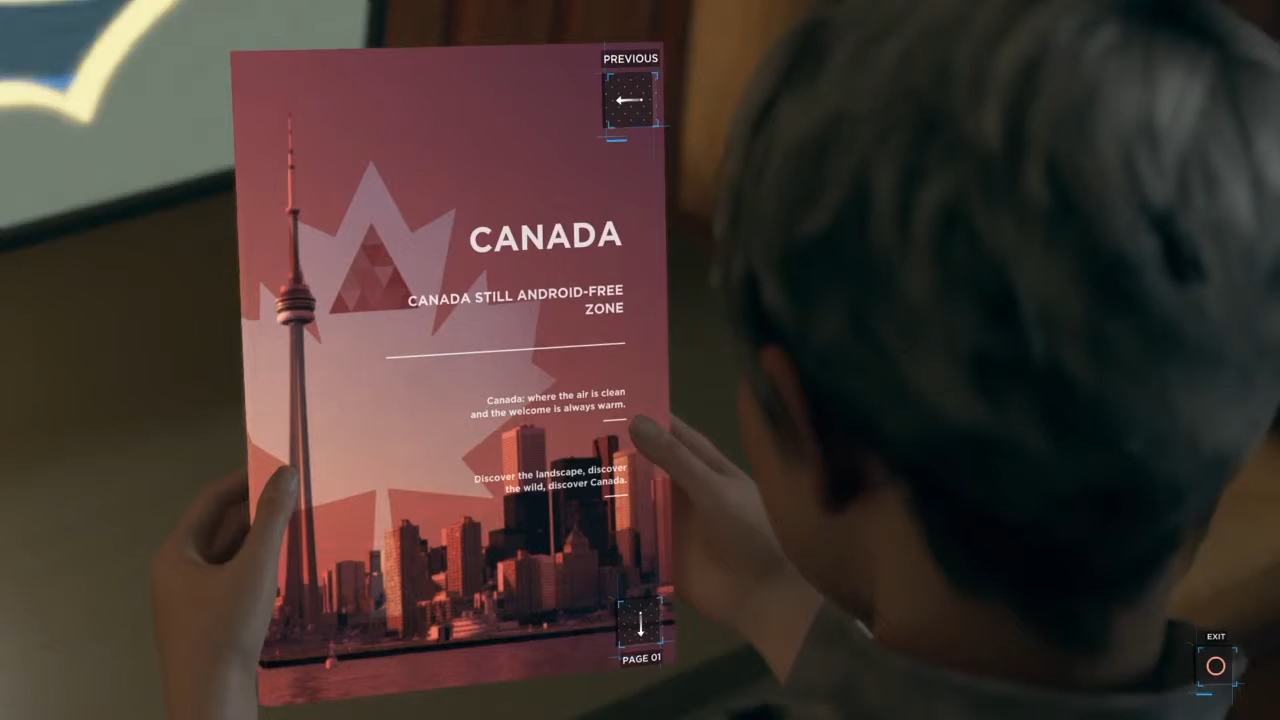 PREVIOUS
CANADA
CANADA STILL ANDROID-FREE
ZONE
Canada: where the air is clean
and the welcome is always warm.
Discover the landscape, discover
the wild, discover Canada.
PAGE 01
EXIT